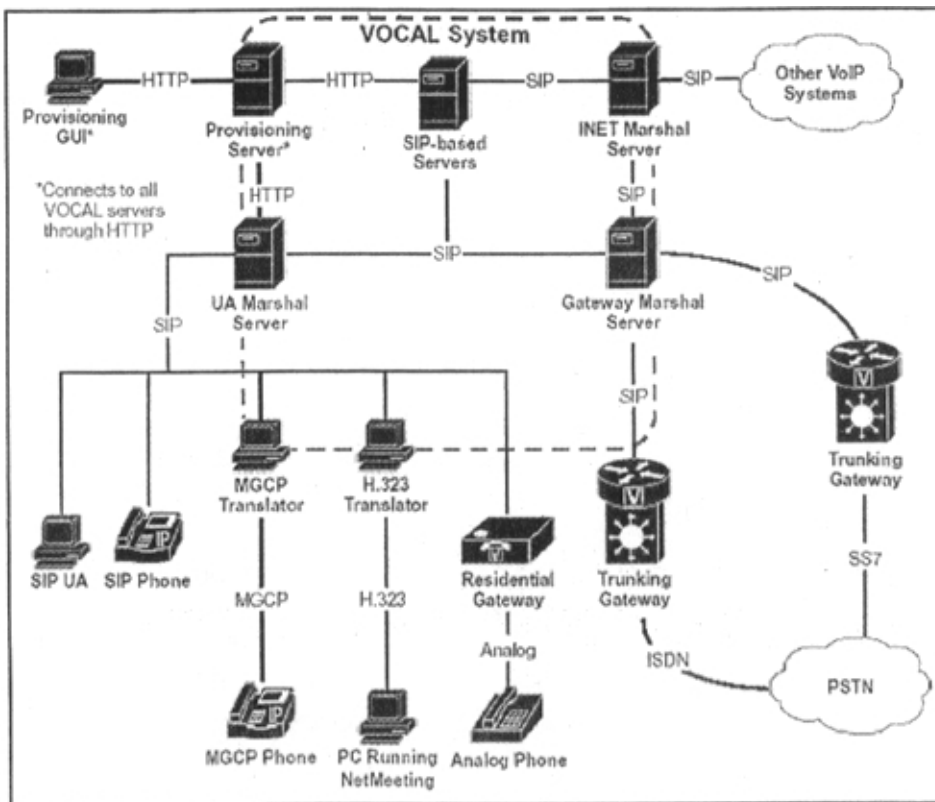 VOCAL System
HTTP
HTTP
SIP
SIP
Other VoIP
Systems
Provisioning
GUI*
Provisioning
Server*
SIP-based
Servers
INET Marshal
Server
*Connects to all
VOCAL servers
through HTTP
HTTP
SIP
SIP
UA Marshal
Server
Gateway Marshal
Server
SIP
SIP
SIP
V
MGCP
Translator
H.323
Translator
Trunking
Gateway
V
IP
V
SIP UA
SIP Phone
Residential
Gateway
Trunking
Gateway
SS7
MGCP
H.323
Analog
ISDN
PSTN
IP
MGCP Phone
PC Running
NetMeeting
Analog Phone